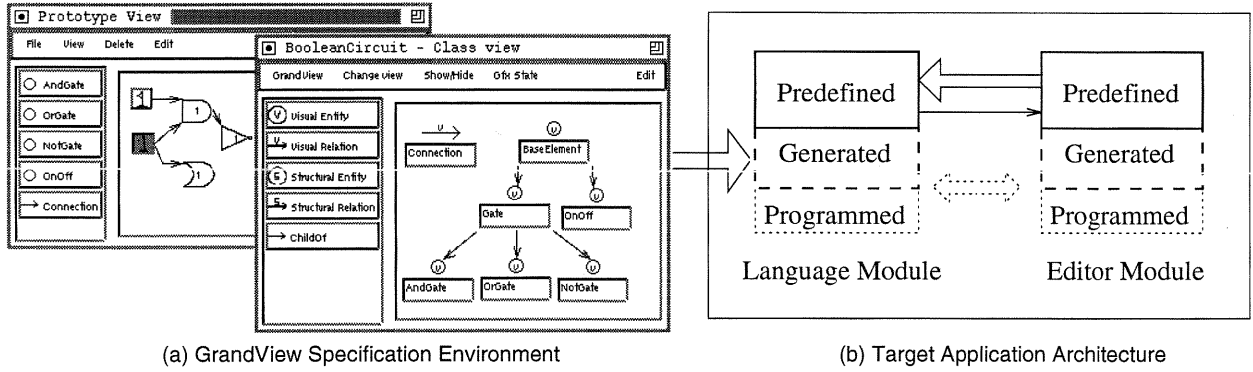 Prototype View
File View Delete Edit
AndGate
OrGate
NotGate
OnOff
Connection
1
1
1
1
1
BooleanCircuit - Class view
GrandView Change view Show/Hide Gfx State Edit
V Visual Entity
V Visual Relation
S Structural Entity
S Structural Relation
ChildOf
v
Connection
v
BaseElement
v
Gate
v
OnOff
v
AndGate
v
OrGate
v
NotGate
Predefined
Generated
Programmed
Language Module
Predefined
Generated
Programmed
Editor Module
(a) GrandView Specification Environment
(b) Target Application Architecture